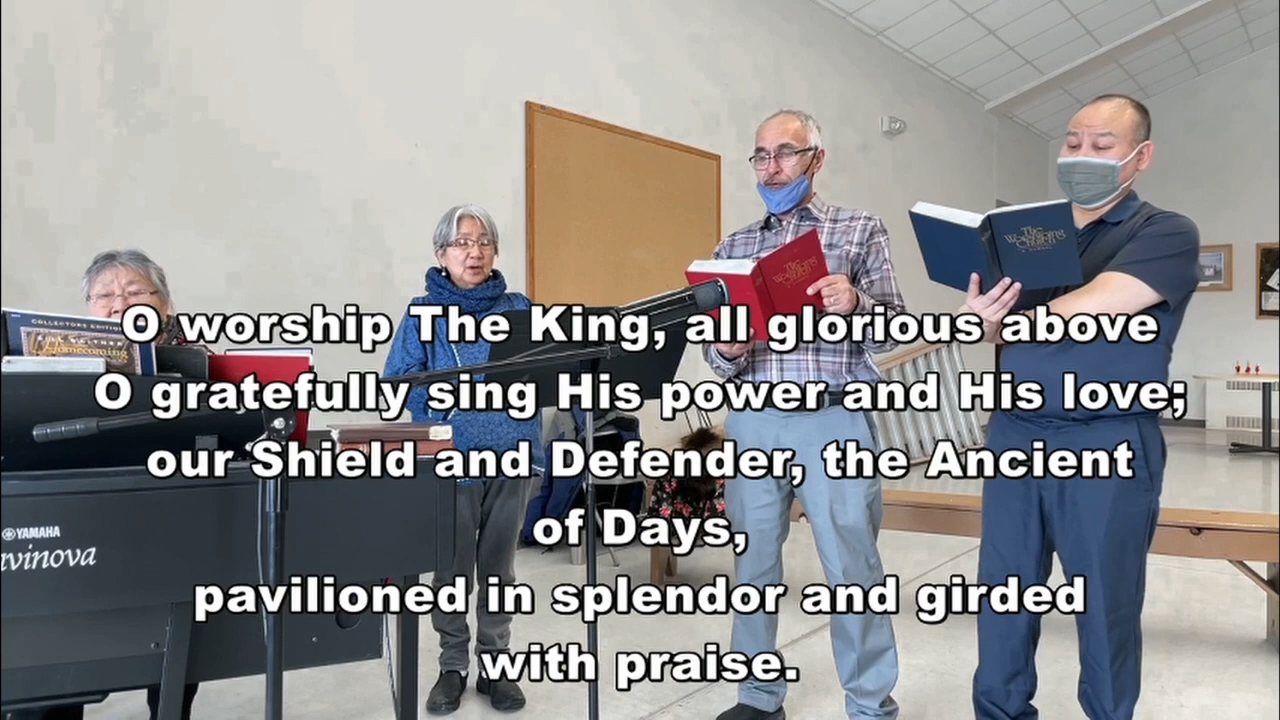 The
Worshiping
Church
The
Worshiping
Church
COLLECTORS EDITION
Homecoming
O worship The King, all glorious above
O gratefully sing His power and His love;
our Shield and Defender, the Ancient
of Days,
pavilioned in splendor and girded
with praise.
YAMAHA
avinova